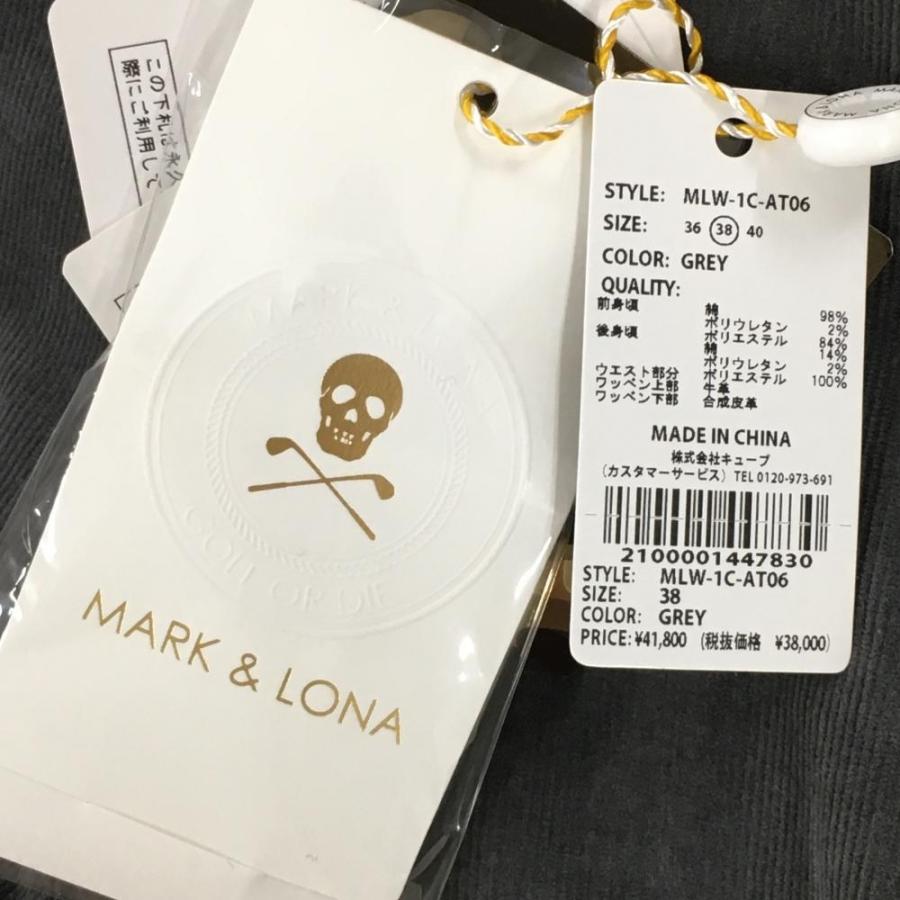 この下札は永久
際にご利用して
MARK & L A
GOLF OR DIE
MARK & LONA
LONA MARK
STYLE: MLW-1C-AT06
SIZE: 36 38 40
COLOR: GREY
QUALITY:
前身頃 綿 98%
ポリウレタン 2%
後身頃 ポリエステル 84%
綿 14%
ポリウレタン 2%
ウエスト部分 ポリエステル 100%
ワッペン上部 牛革
ワッペン下部 合成皮革
MADE IN CHINA
株式会社キューブ
(カスタマーサービス) TEL 0120-973-691
2100001447830
STYLE: MLW-1C-AT06
SIZE: 38
COLOR: GREY
PRICE:¥41,800 (税抜価格 ¥38,000)